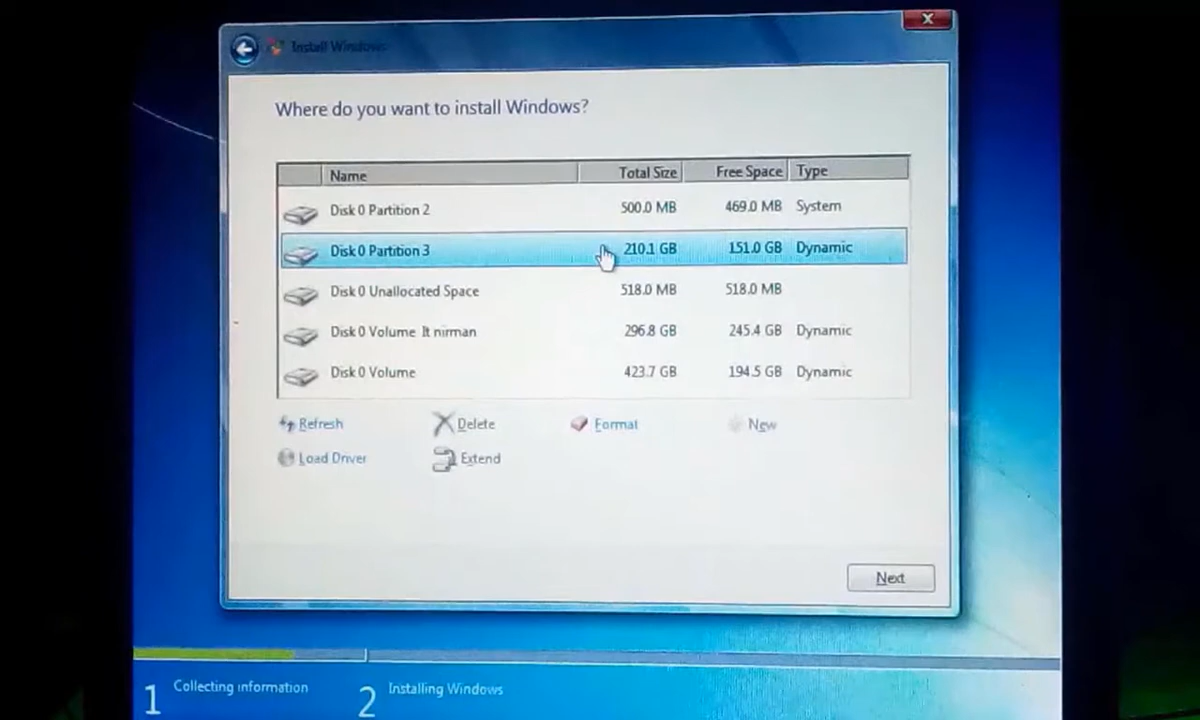 Install Windows
Where do you want to install Windows?
Name Total Size Free Space Type
Disk 0 Partition 2 500.0 MB 469.0 MB System
Disk 0 Partition 3 210.1 GB 151.0 GB Dynamic
Disk 0 Unallocated Space 518.0 MB 518.0 MB
Disk 0 Volume It nirman 296.8 GB 245.4 GB Dynamic
Disk 0 Volume 423.7 GB 194.5 GB Dynamic
Refresh Delete Format New
Load Driver Extend
Next
1 Collecting information 2 Installing Windows